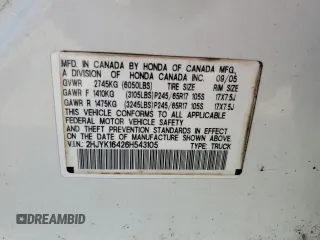 MFD. IN CANADA BY HONDA OF CANADA MFG.,
A DIVISION OF HONDA CANADA INC. 09/05
GVWR 2745KG (6050LBS) TIRE SIZE RIM SIZE
GAWR F 1410KG (3105LBS) P245/65R17 105S 17X7.5J
GAWR R 1475KG (3245LBS) P245/65R17 105S 17X7.5J
THIS VEHICLE CONFORMS TO ALL APPLICABLE
FEDERAL MOTOR VEHICLE SAFETY
STANDARDS IN EFFECT ON THE DATE OF
MANUFACTURE SHOWN ABOVE.
V.I.N.: 2HJYK16426H543105
TYPE: TRUCK
DREAMBID
DREAMBID.COM